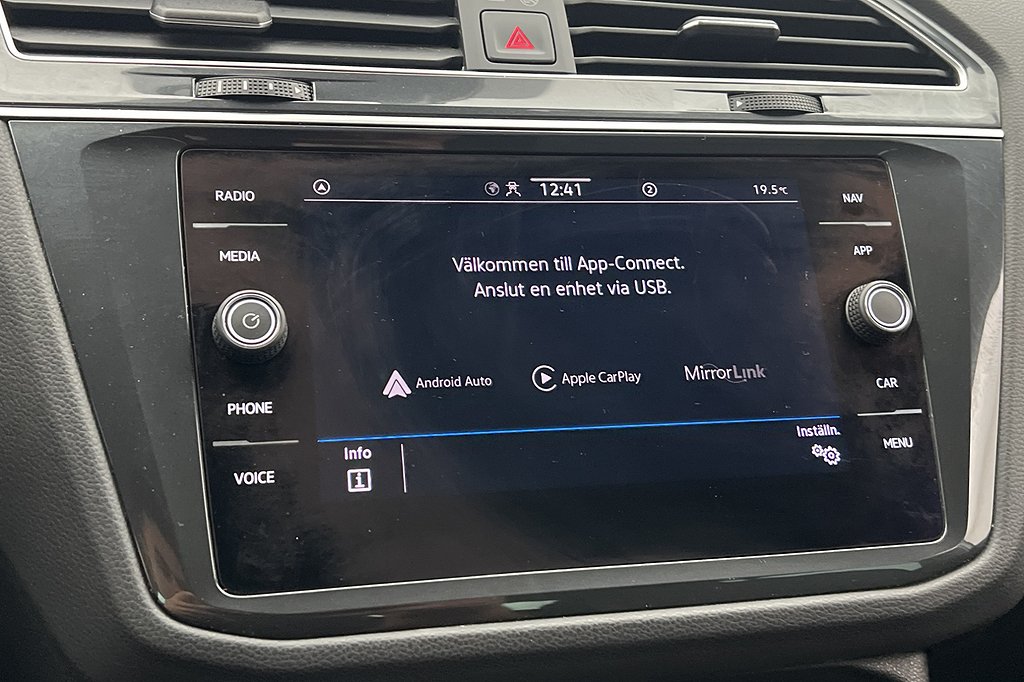 RADIO
MEDIA
PHONE
VOICE
12:41
2
19.5°C
Välkommen till App-Connect.
Anslut en enhet via USB.
Android Auto
Apple CarPlay
MirrorLink
Info
Inställn.
NAV
APP
CAR
MENU